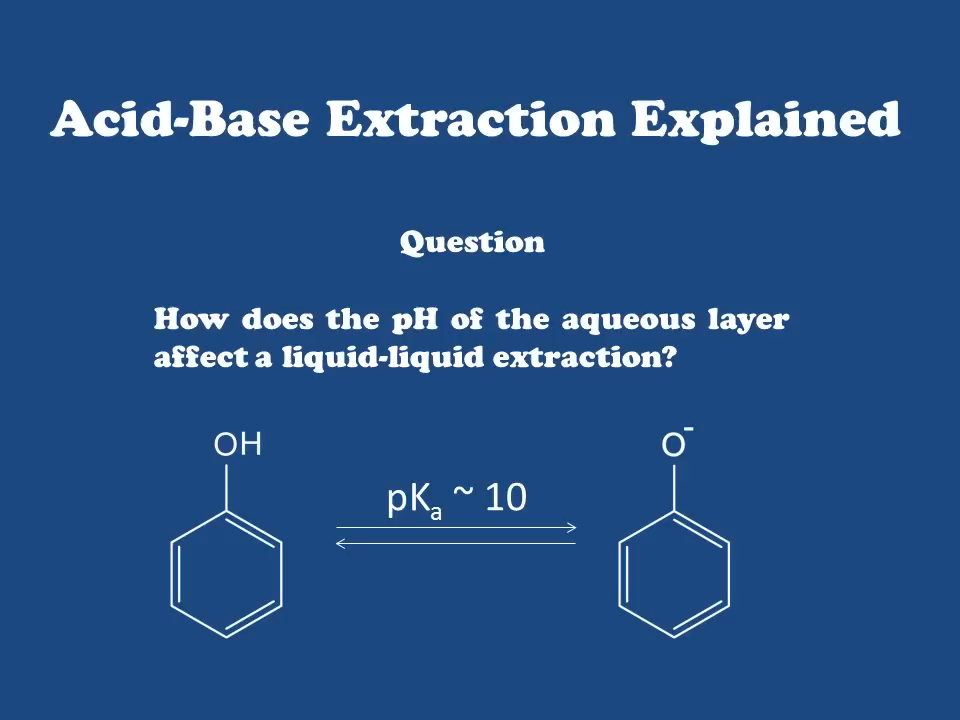 Acid-Base Extraction Explained
Question
How does the pH of the aqueous layer
affect a liquid-liquid extraction?
OH
O-
pKa ~ 10